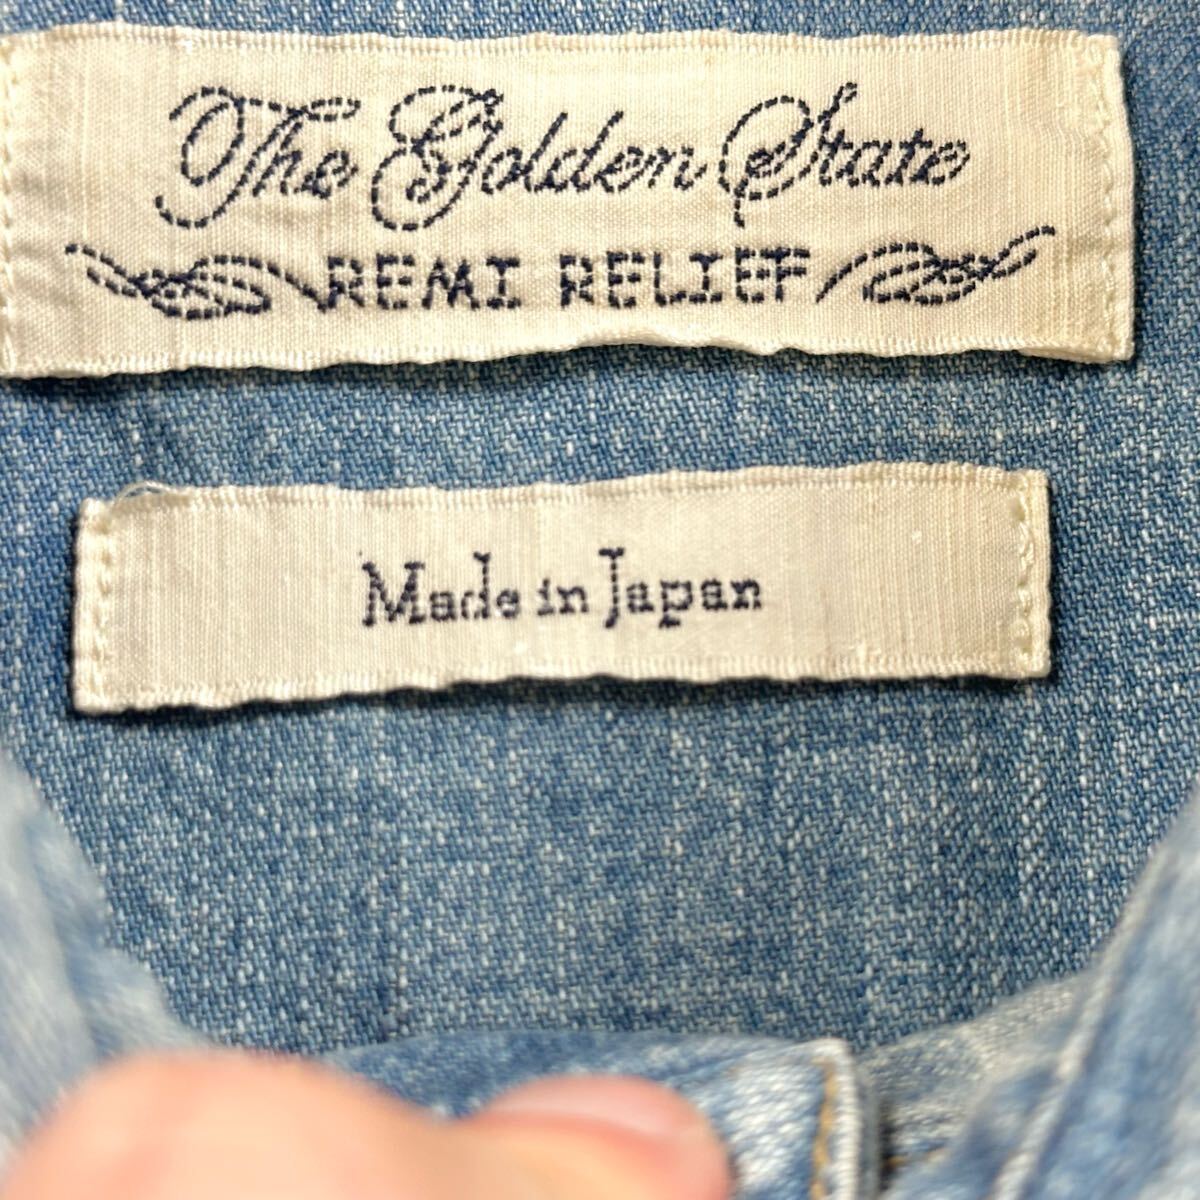 The Golden State
REMI RELIEF
Made in Japan